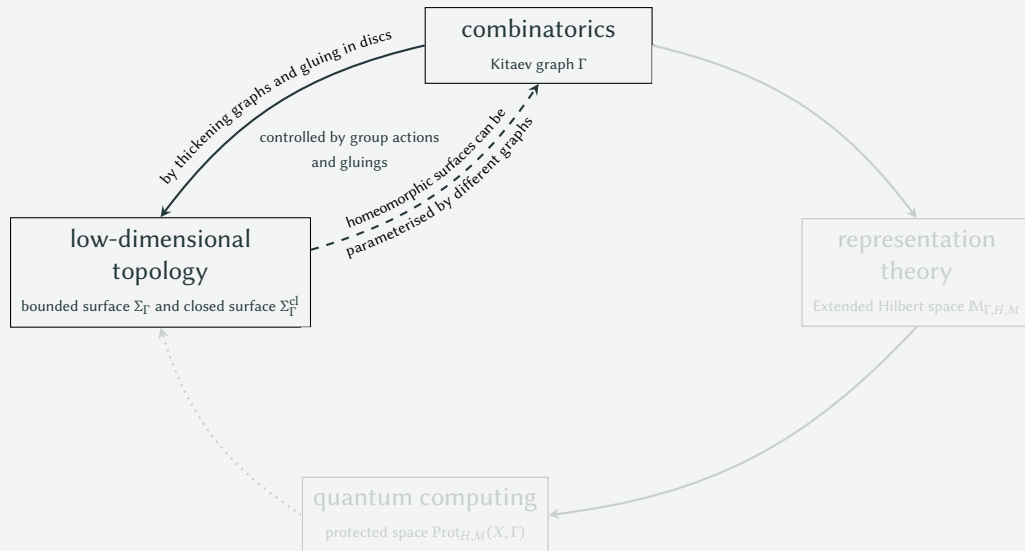 combinatorics
Kitaev graph Γ
by thickening graphs and gluing in discs
controlled by group actions
and gluings
homeomorphic surfaces can be
parameterised by different graphs
low-dimensional
topology
bounded surface Σ_Γ and closed surface Σ_Γ^cl
representation
theory
Extended Hilbert space 𝕄_{Γ,H,M}
quantum computing
protected space Prot_{H,M}(X, Γ)